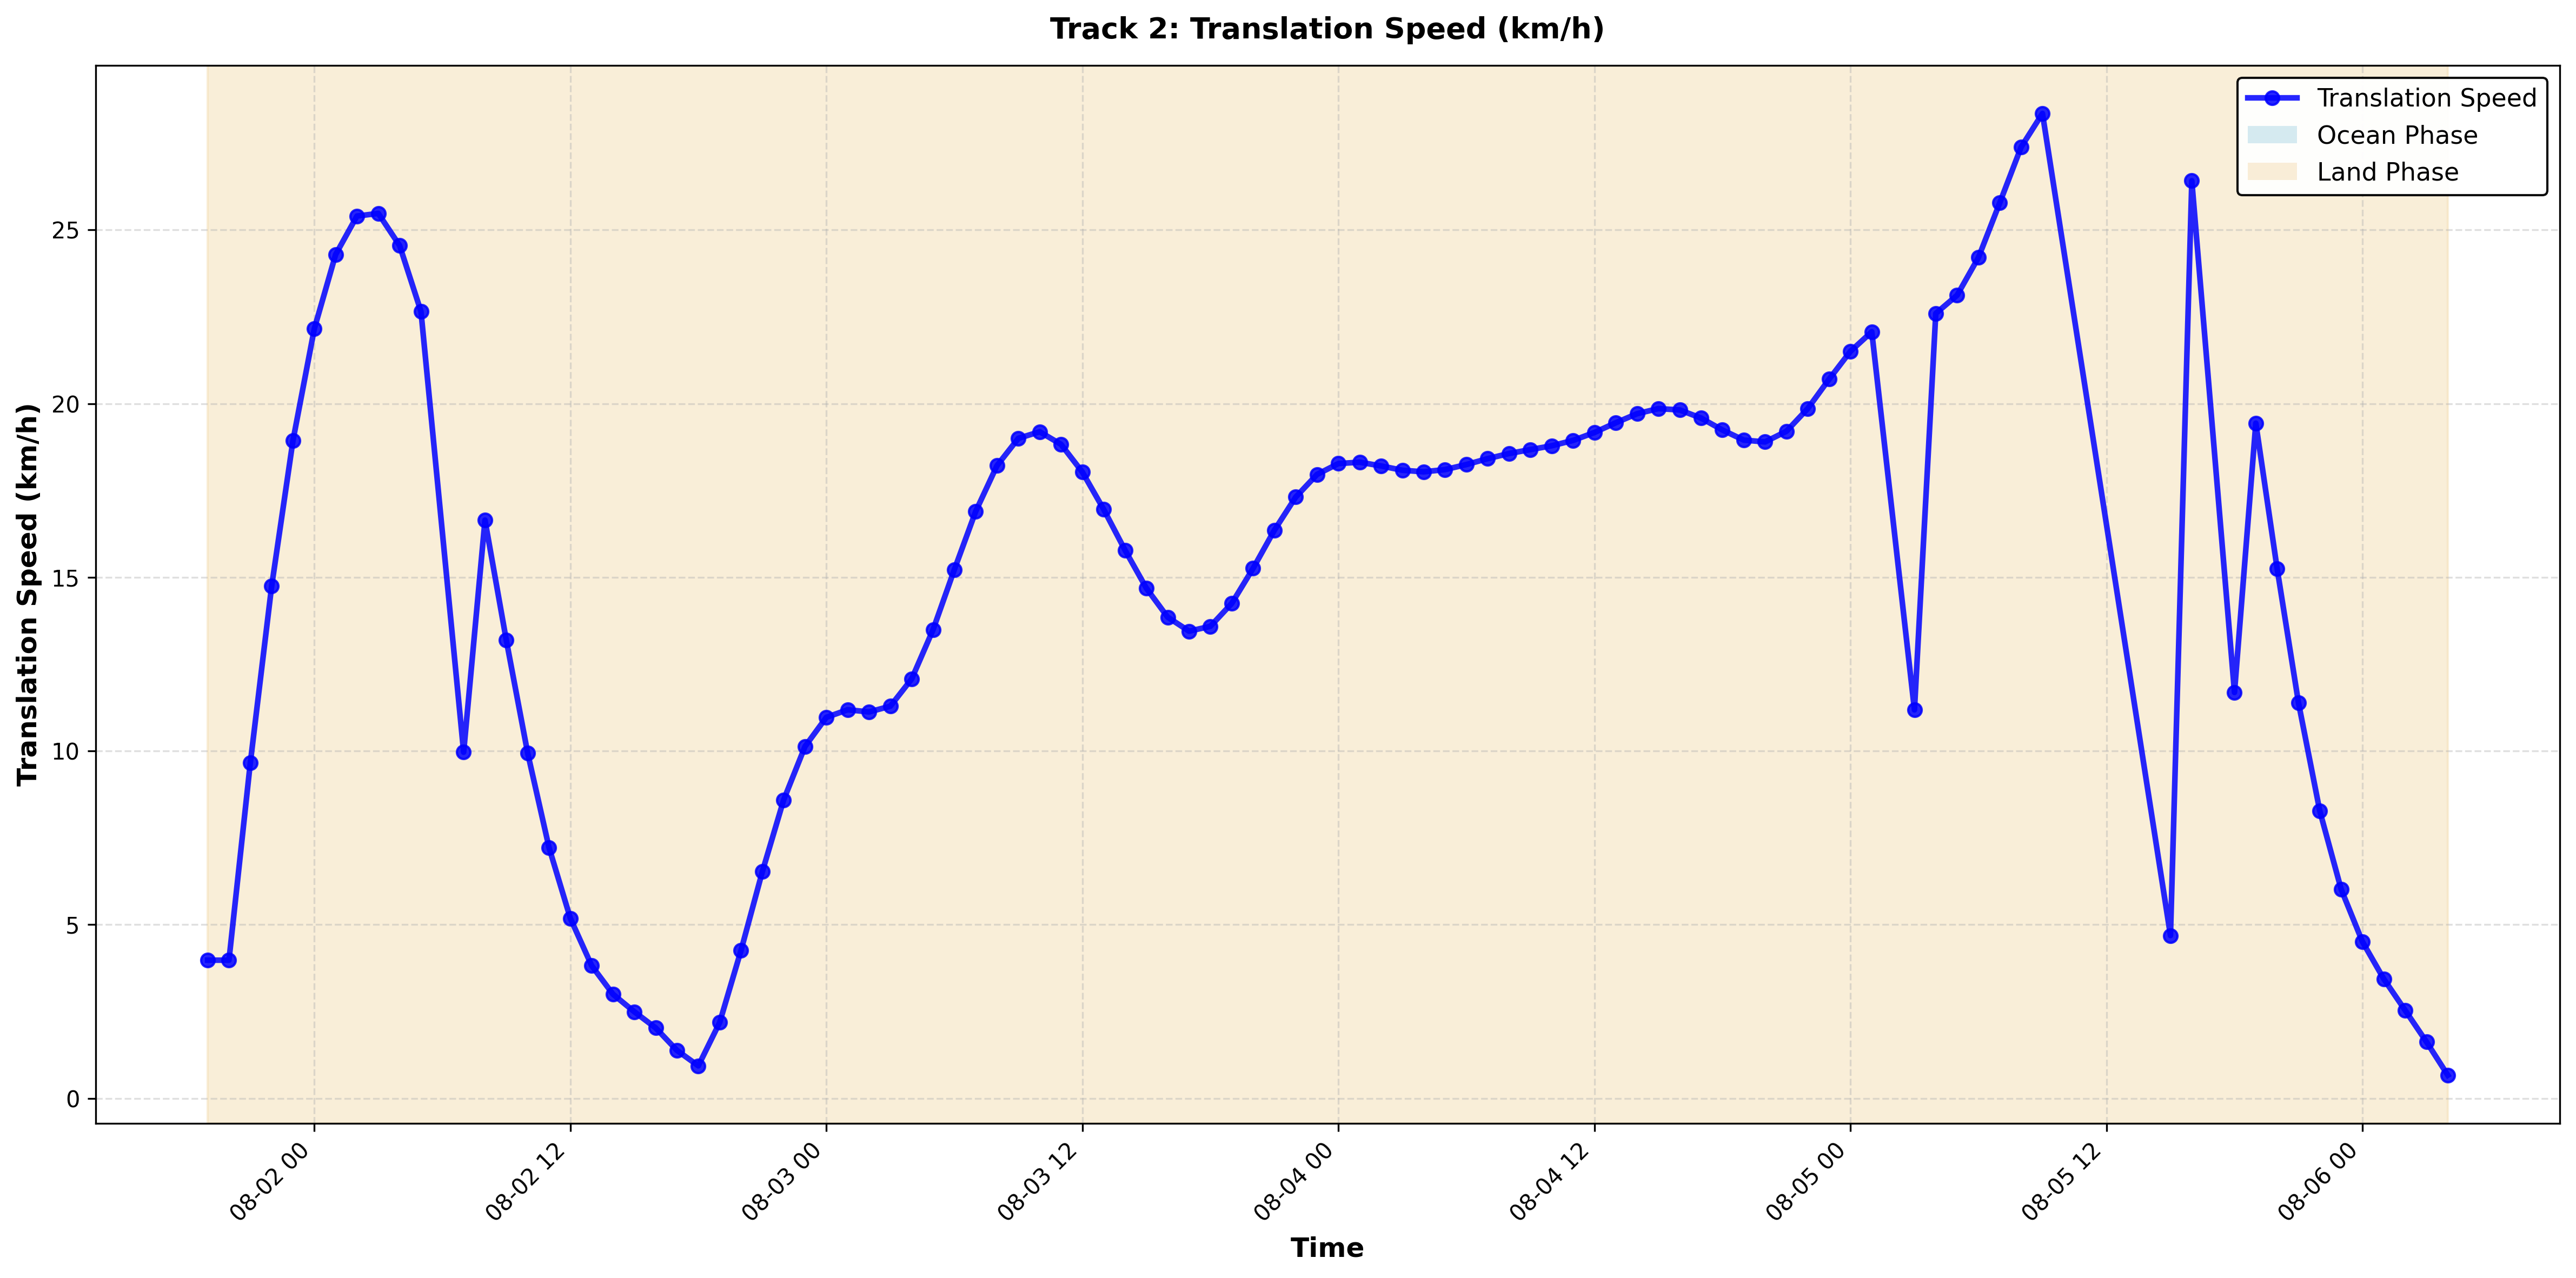 Track 2: Translation Speed (km/h)
Translation Speed
Ocean Phase
Land Phase
Translation Speed (km/h)
25
20
15
10
5
0
08-02 00
08-02 12
08-03 00
08-03 12
08-04 00
08-04 12
08-05 00
08-05 12
08-06 00
Time